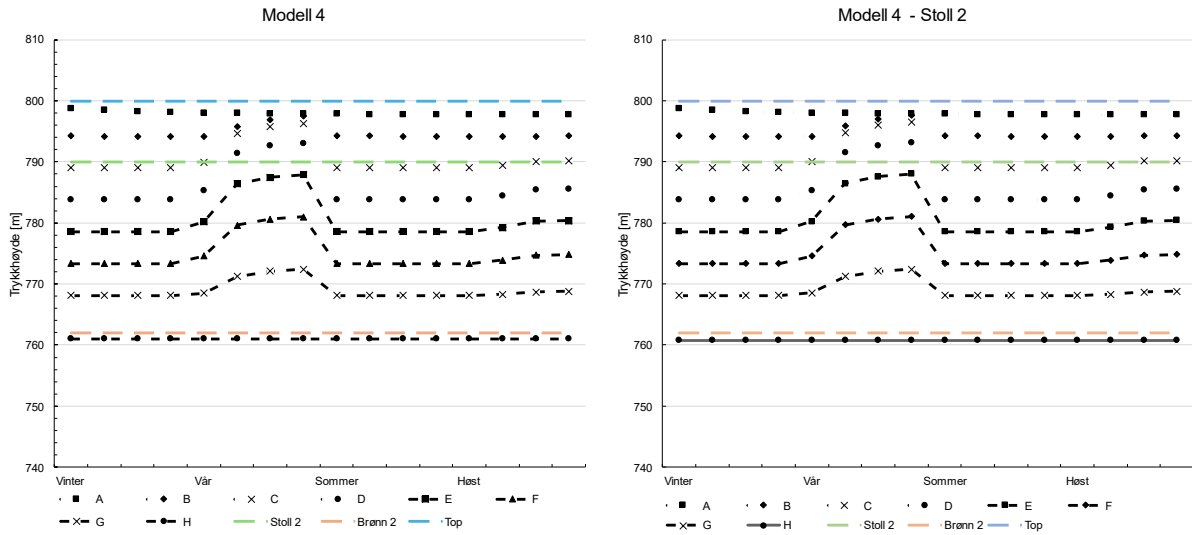 Modell 4
810
800
790
780
770
760
750
740
Trykkhøyde [m]
Vinter Vår Sommer Høst
A B C D E F
G H Stoll 2 Brønn 2 Top
Modell 4 - Stoll 2
810
800
790
780
770
760
750
740
Trykkhøyde [m]
Vinter Vår Sommer Høst
A B C D E F
G H Stoll 2 Brønn 2 Top